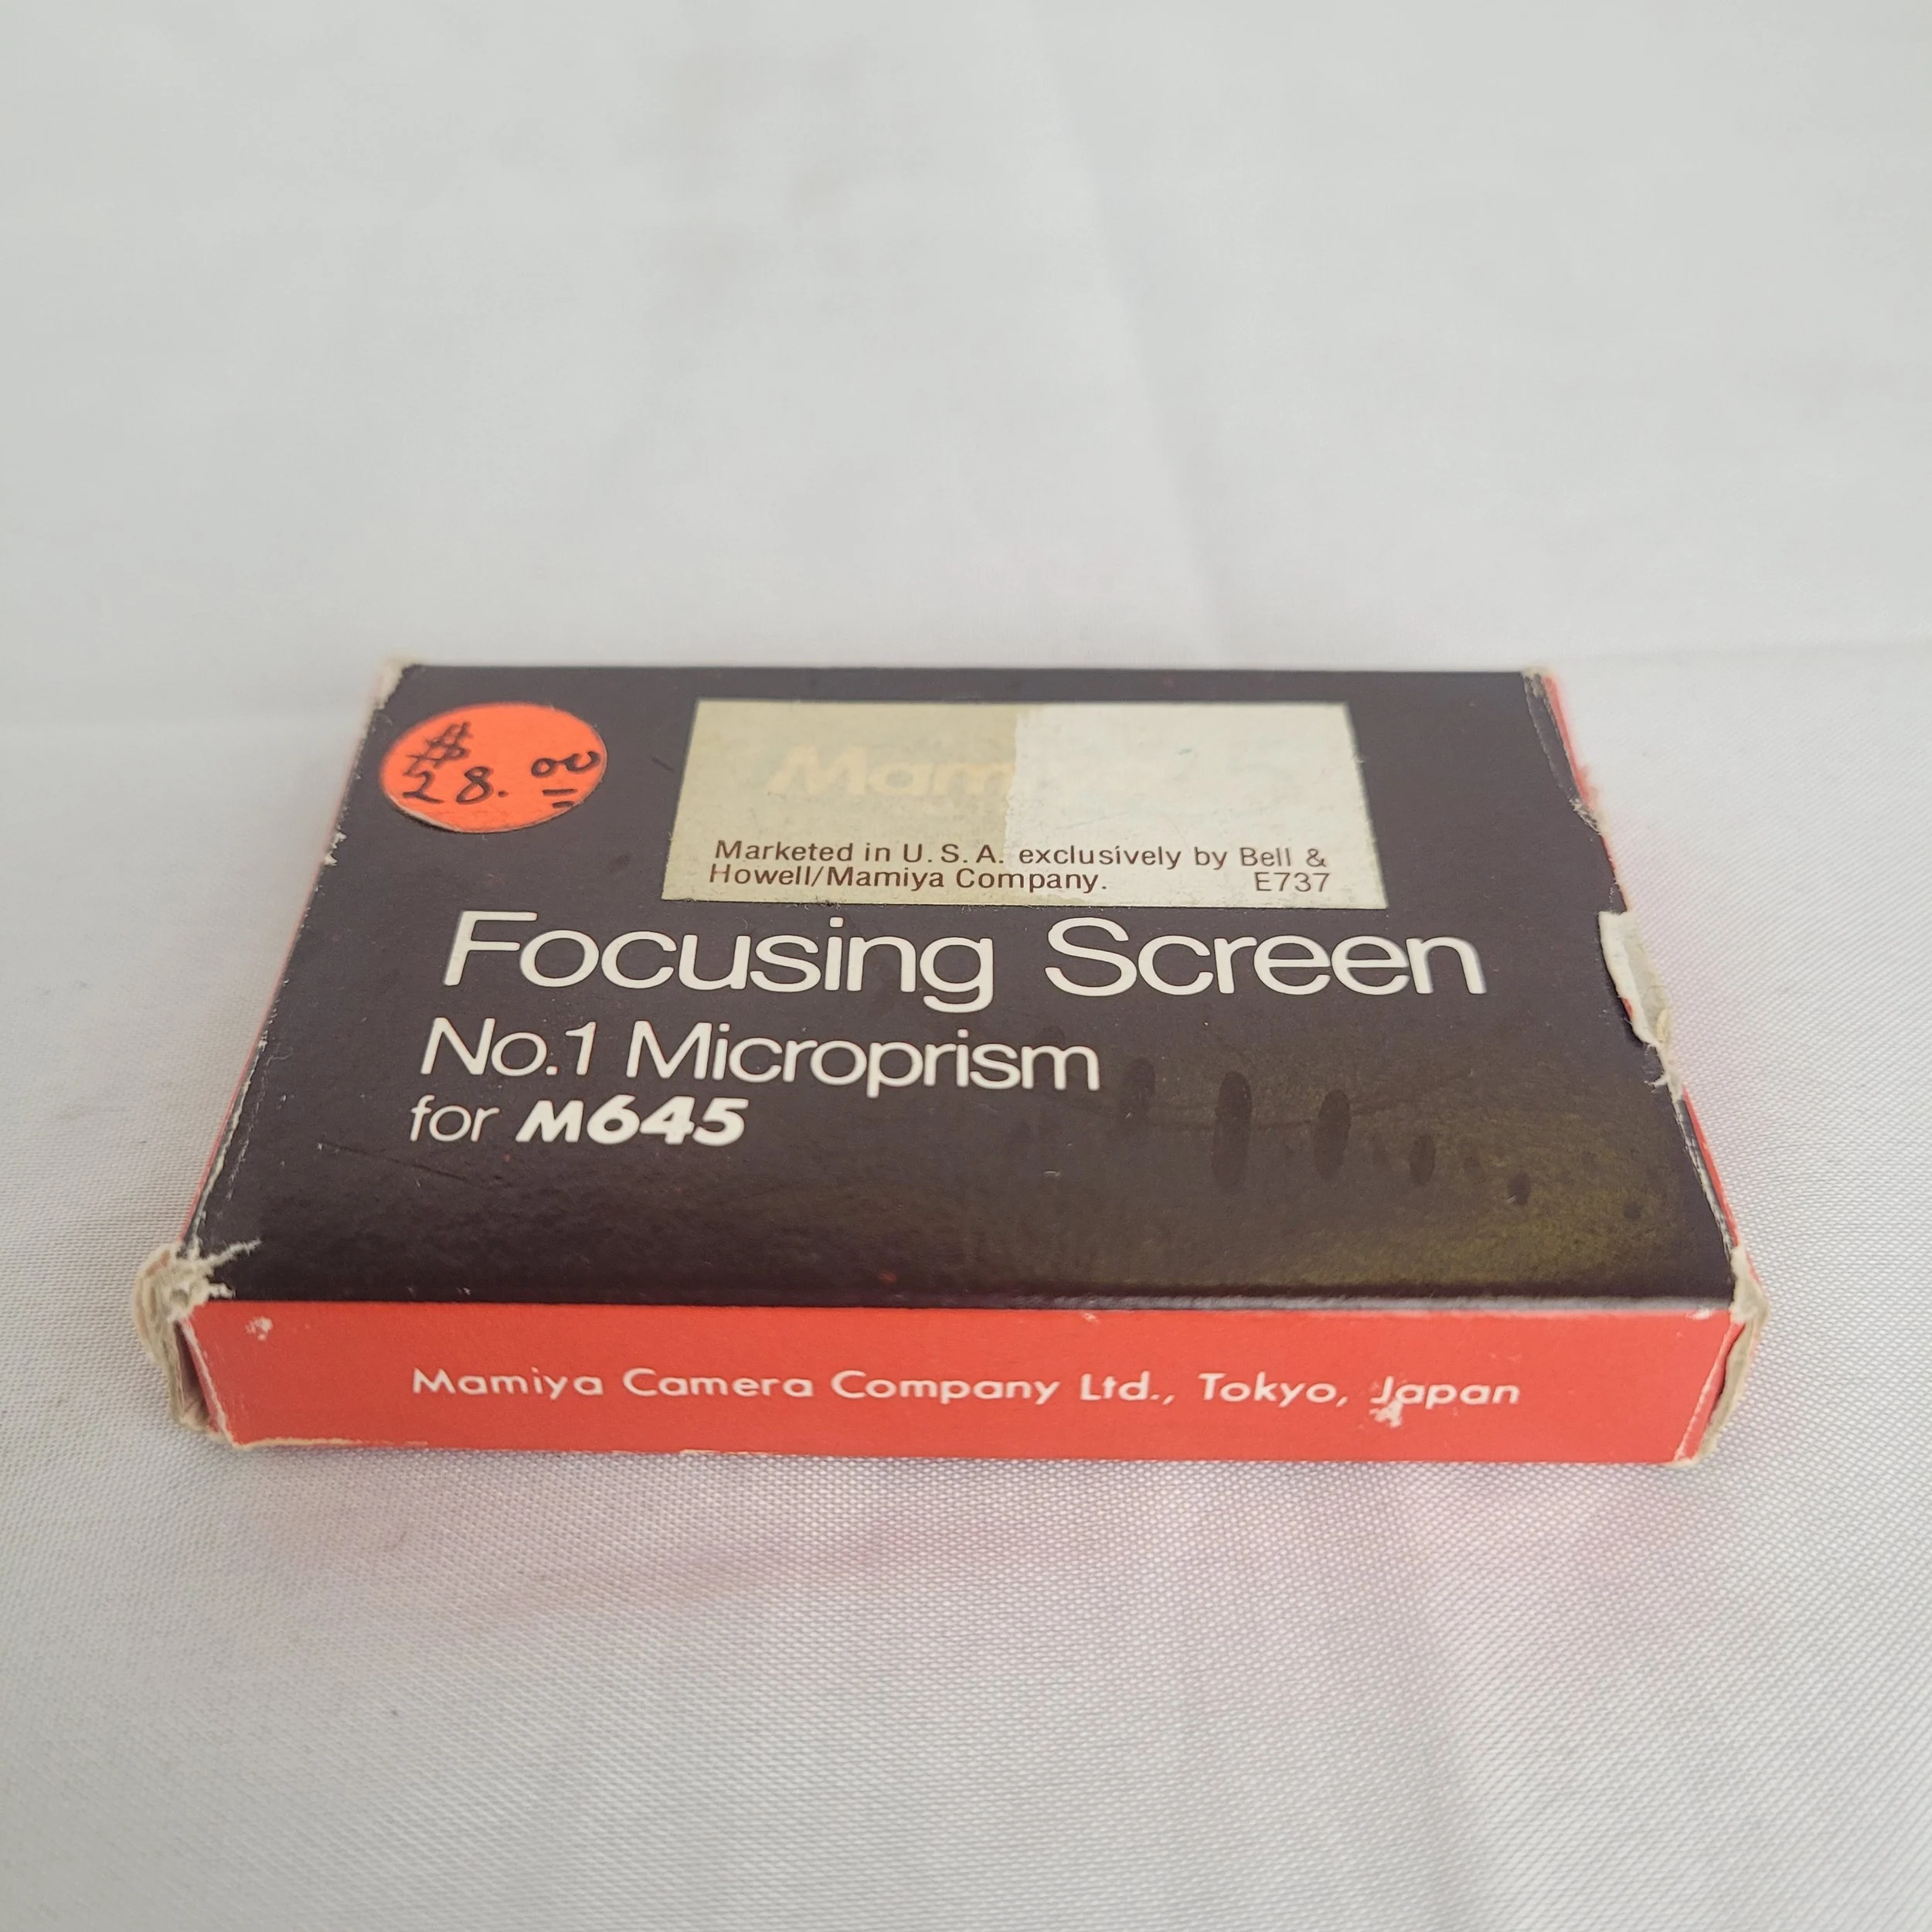 $
28.00
Mamiya
Marketed in U.S.A. exclusively by Bell &
Howell/Mamiya Company. E737
Focusing Screen
No.1 Microprism
for M645
Mamiya Camera Company Ltd., Tokyo, Japan